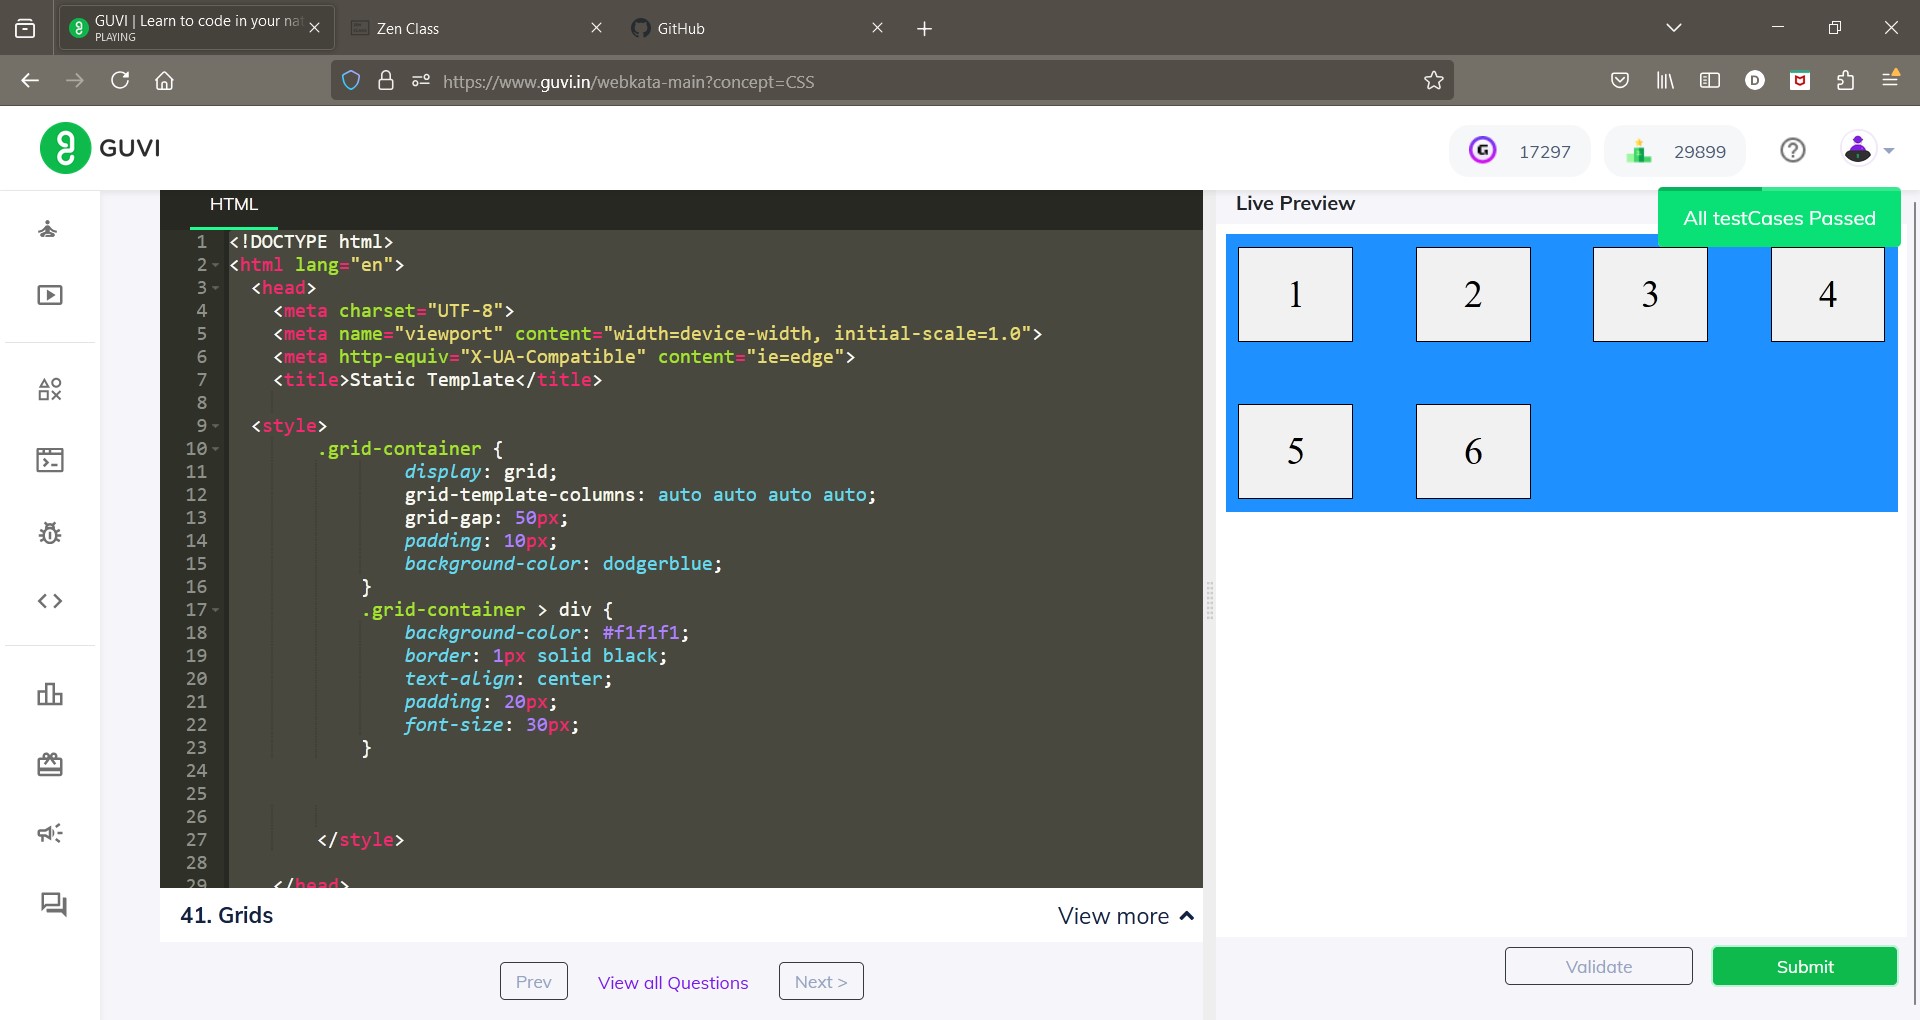 GUVI | Learn to code in your nat
PLAYING
Zen Class
GitHub
https://www.guvi.in/webkata-main?concept=CSS
D
GUVI
G
17297
29899
HTML
Live Preview
All testCases Passed
1 <!DOCTYPE html>
2 <html lang="en">
3 <head>
4 <meta charset="UTF-8">
5 <meta name="viewport" content="width=device-width, initial-scale=1.0">
6 <meta http-equiv="X-UA-Compatible" content="ie=edge">
7 <title>Static Template</title>
8
9 <style>
10 .grid-container {
11 display: grid;
12 grid-template-columns: auto auto auto auto;
13 grid-gap: 50px;
14 padding: 10px;
15 background-color: dodgerblue;
16 }
17 .grid-container > div {
18 background-color: #f1f1f1;
19 border: 1px solid black;
20 text-align: center;
21 padding: 20px;
22 font-size: 30px;
23 }
24
25
26
27 </style>
28
29 </head>
1
2
3
4
5
6
41. Grids
View more
Prev
View all Questions
Next >
Validate
Submit